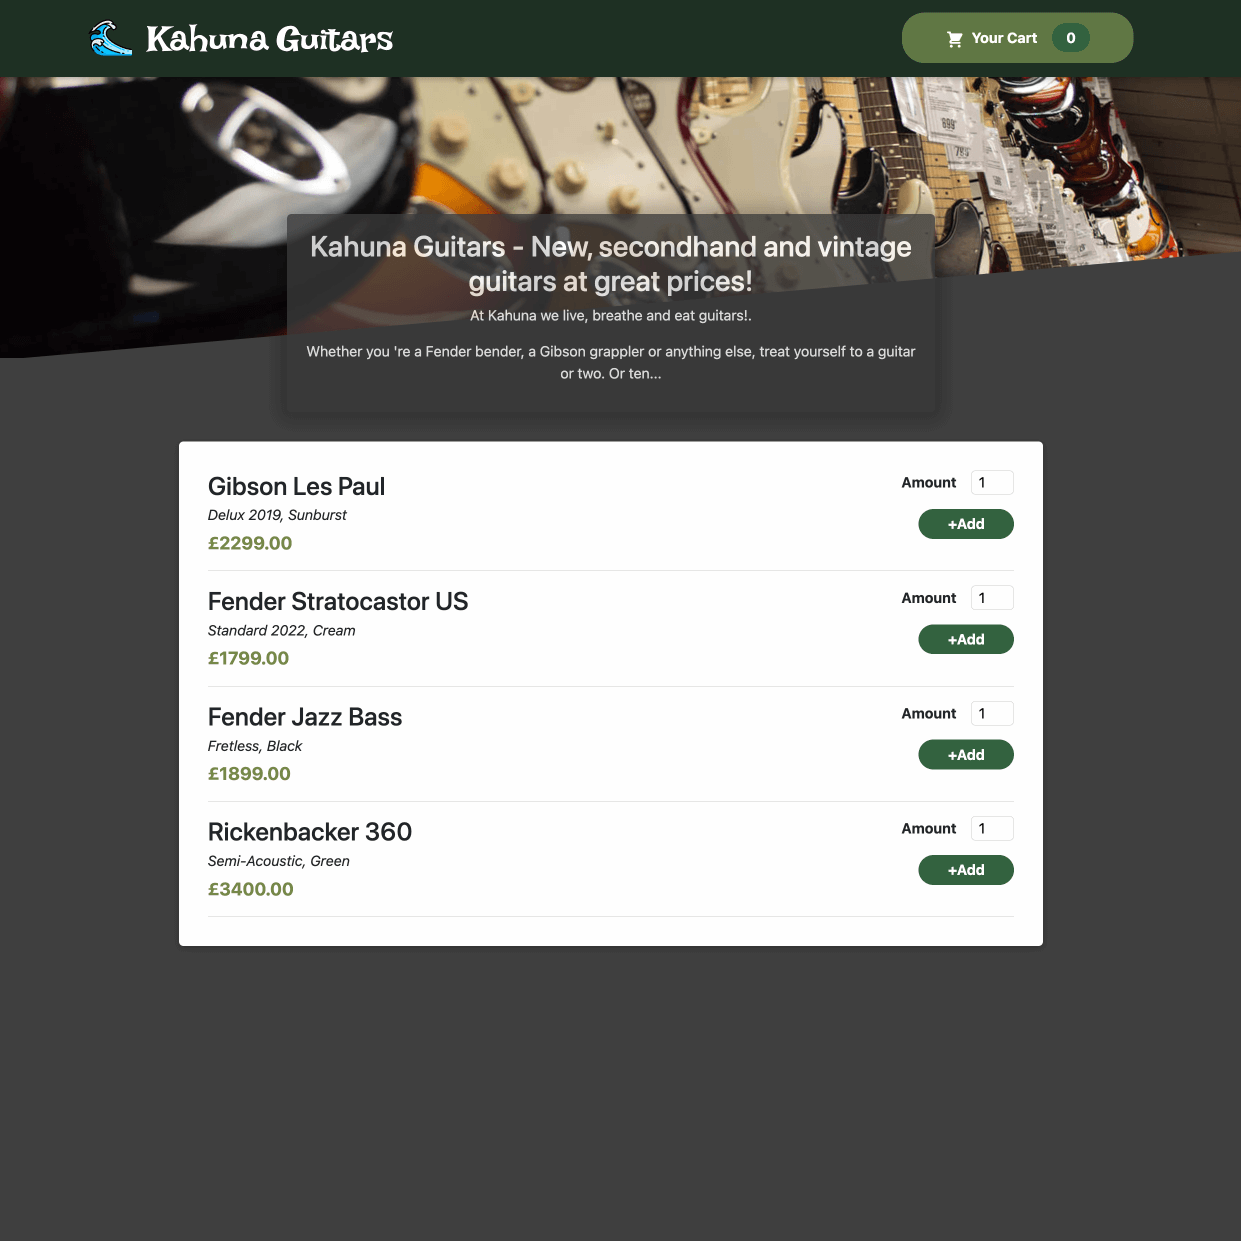 Kahuna Guitars
Your Cart 0
899
789
Kahuna Guitars - New, secondhand and vintage
guitars at great prices!
At Kahuna we live, breathe and eat guitars!.
Whether you 're a Fender bender, a Gibson grappler or anything else, treat yourself to a guitar
or two. Or ten...
Gibson Les Paul
Amount 1
Delux 2019, Sunburst
+Add
£2299.00
Fender Stratocastor US
Amount 1
Standard 2022, Cream
+Add
£1799.00
Fender Jazz Bass
Amount 1
Fretless, Black
+Add
£1899.00
Rickenbacker 360
Amount 1
Semi-Acoustic, Green
+Add
£3400.00